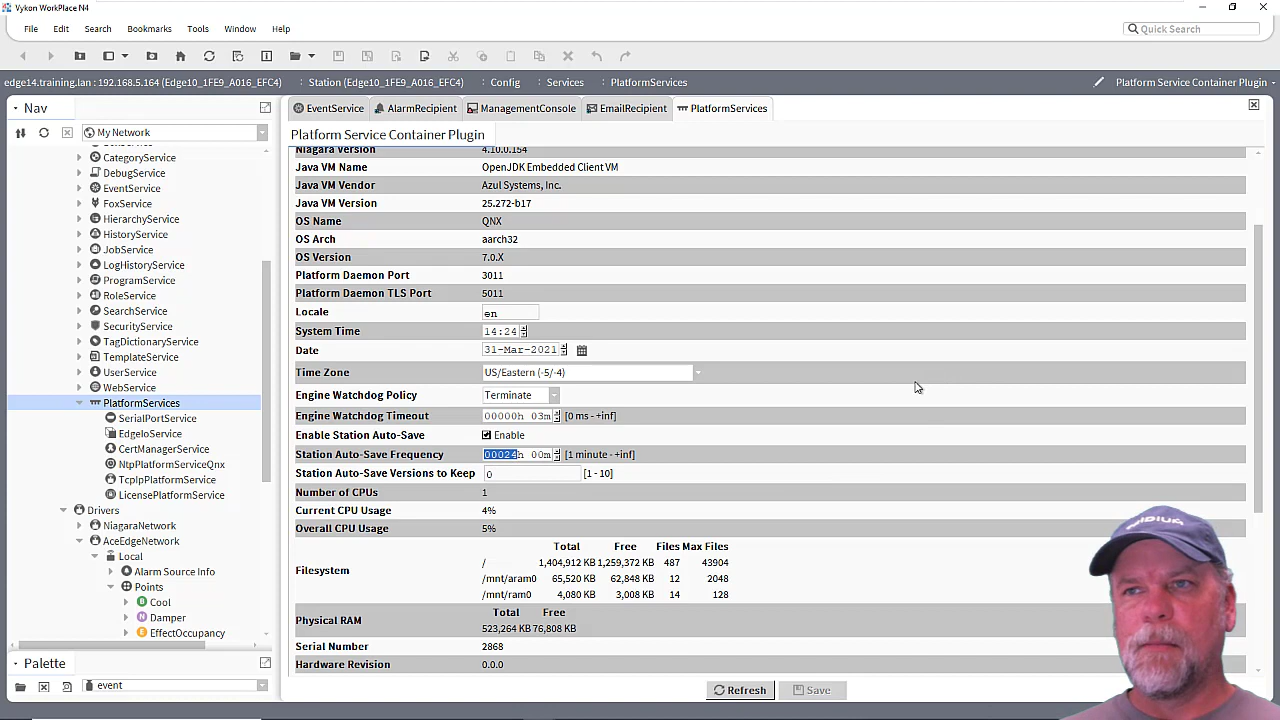 Vykon WorkPlace N4
File Edit Search Bookmarks Tools Window Help
Quick Search
edge14.training.lan : 192.168.5.164 (Edge10_1FE9_A016_EFC4) Station (Edge10_1FE9_A016_EFC4) Config Services PlatformServices Platform Service Container Plugin
Nav
My Network
CategoryService
DebugService
EventService
FoxService
HierarchyService
HistoryService
JobService
LogHistoryService
ProgramService
RoleService
SearchService
SecurityService
TagDictionaryService
TemplateService
UserService
WebService
PlatformServices
SerialPortService
EdgeIoService
CertManagerService
NtpPlatformServiceQnx
TcpIpPlatformService
LicensePlatformService
Drivers
NiagaraNetwork
AceEdgeNetwork
Local
Alarm Source Info
Points
Cool
Damper
EffectOccupancy
Palette
event
EventService AlarmRecipient ManagementConsole EmailRecipient PlatformServices
Platform Service Container Plugin
Niagara Version 4.10.0.154
Java VM Name OpenJDK Embedded Client VM
Java VM Vendor Azul Systems, Inc.
Java VM Version 25.272-b17
OS Name QNX
OS Arch aarch32
OS Version 7.0.X
Platform Daemon Port 3011
Platform Daemon TLS Port 5011
Locale en
System Time 14:24
Date 31-Mar-2021
Time Zone US/Eastern (-5/-4)
Engine Watchdog Policy Terminate
Engine Watchdog Timeout 00000h 03m [0 ms - +inf]
Enable Station Auto-Save Enable
Station Auto-Save Frequency 00024h 00m [1 minute - +inf]
Station Auto-Save Versions to Keep 0 [1 - 10]
Number of CPUs 1
Current CPU Usage 4%
Overall CPU Usage 5%
Total Free Files Max Files
Filesystem / 1,404,912 KB 1,259,372 KB 487 43904
/mnt/aram0 65,520 KB 62,848 KB 12 2048
/mnt/ram0 4,080 KB 3,008 KB 14 128
Total Free
Physical RAM 523,264 KB 76,808 KB
Serial Number 2868
Hardware Revision 0.0.0
Refresh Save